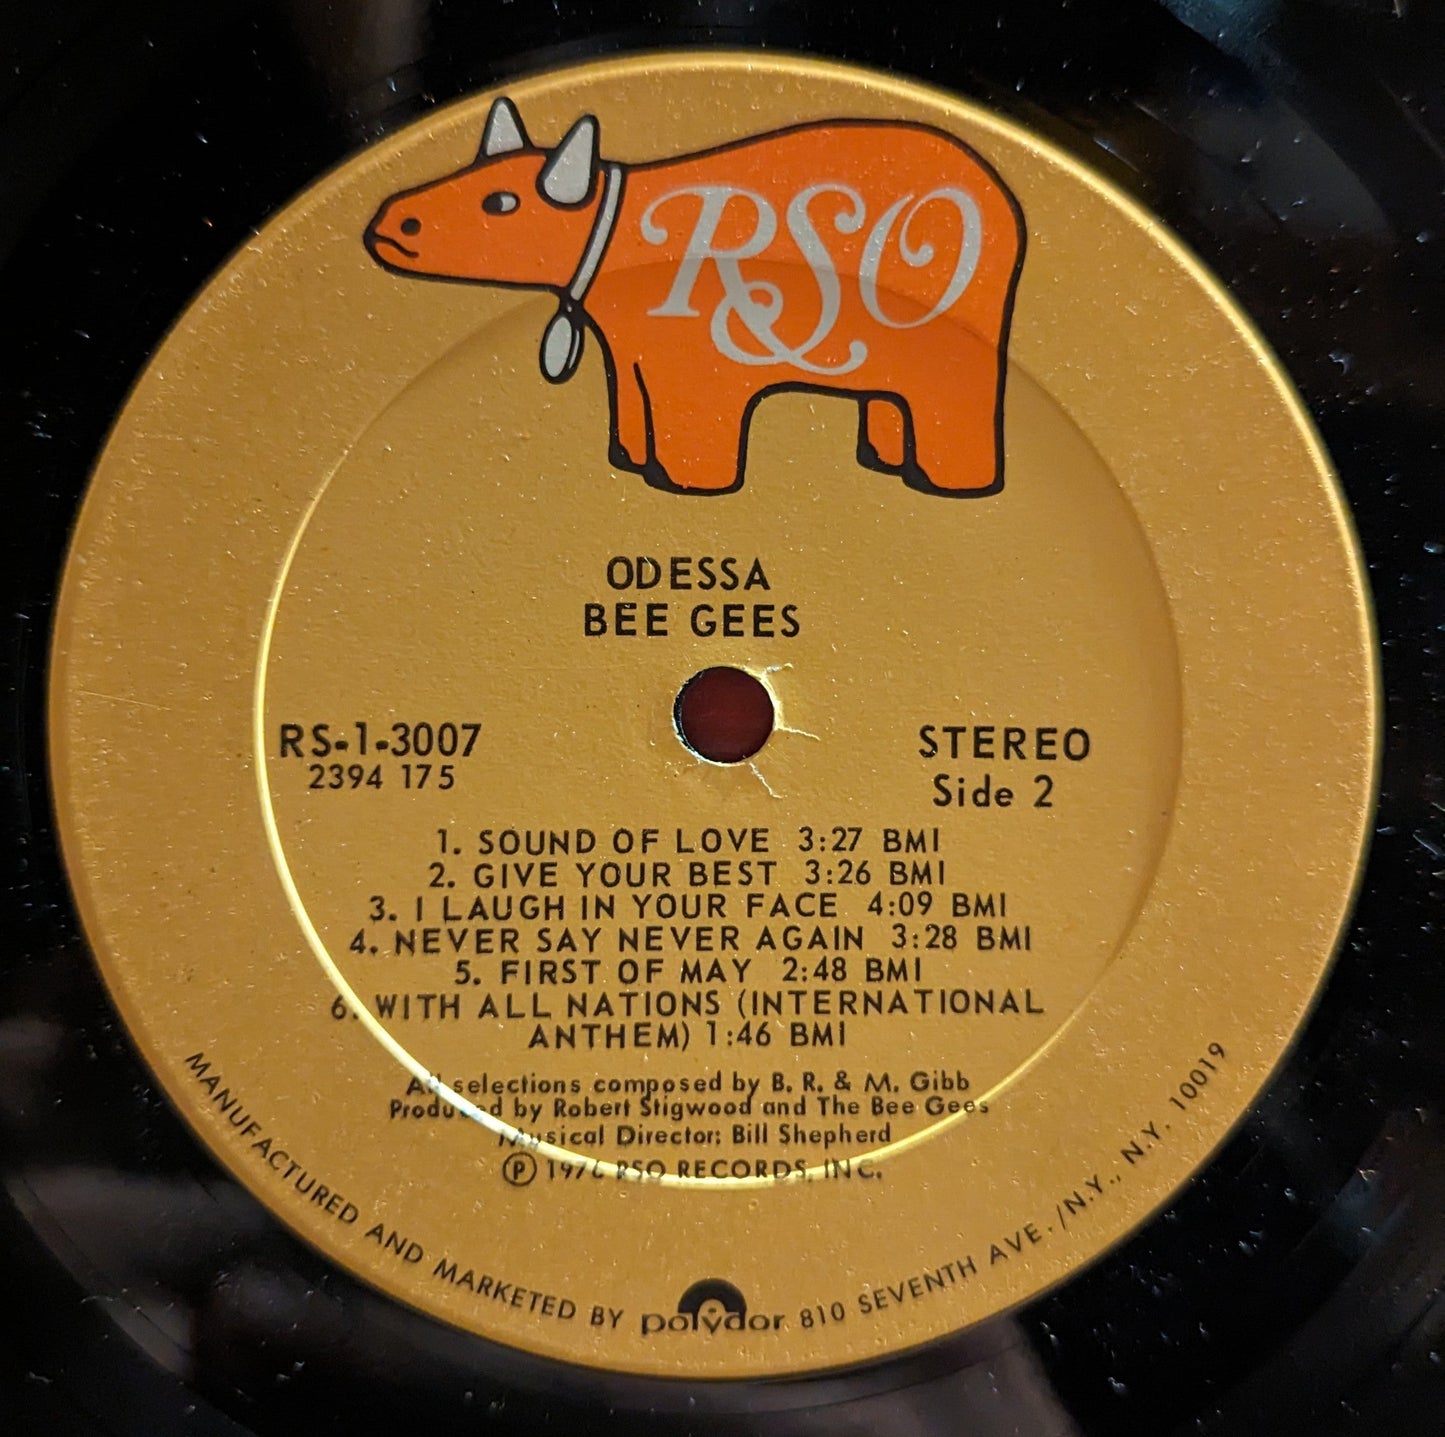 RSO
ODESSA
BEE GEES
RS-1-3007
2394 175
STEREO
Side 2
1. SOUND OF LOVE 3:27 BMI
2. GIVE YOUR BEST 3:26 BMI
3. I LAUGH IN YOUR FACE 4:09 BMI
4. NEVER SAY NEVER AGAIN 3:28 BMI
5. FIRST OF MAY 2:48 BMI
6. WITH ALL NATIONS (INTERNATIONAL
ANTHEM) 1:46 BMI
All selections composed by B. R. & M. Gibb
Produced by Robert Stigwood and The Bee Gees
Musical Director: Bill Shepherd
Ⓟ 1976 RSO RECORDS, INC.
MANUFACTURED AND MARKETED BY polydor 810 SEVENTH AVE./N.Y., N.Y. 10019